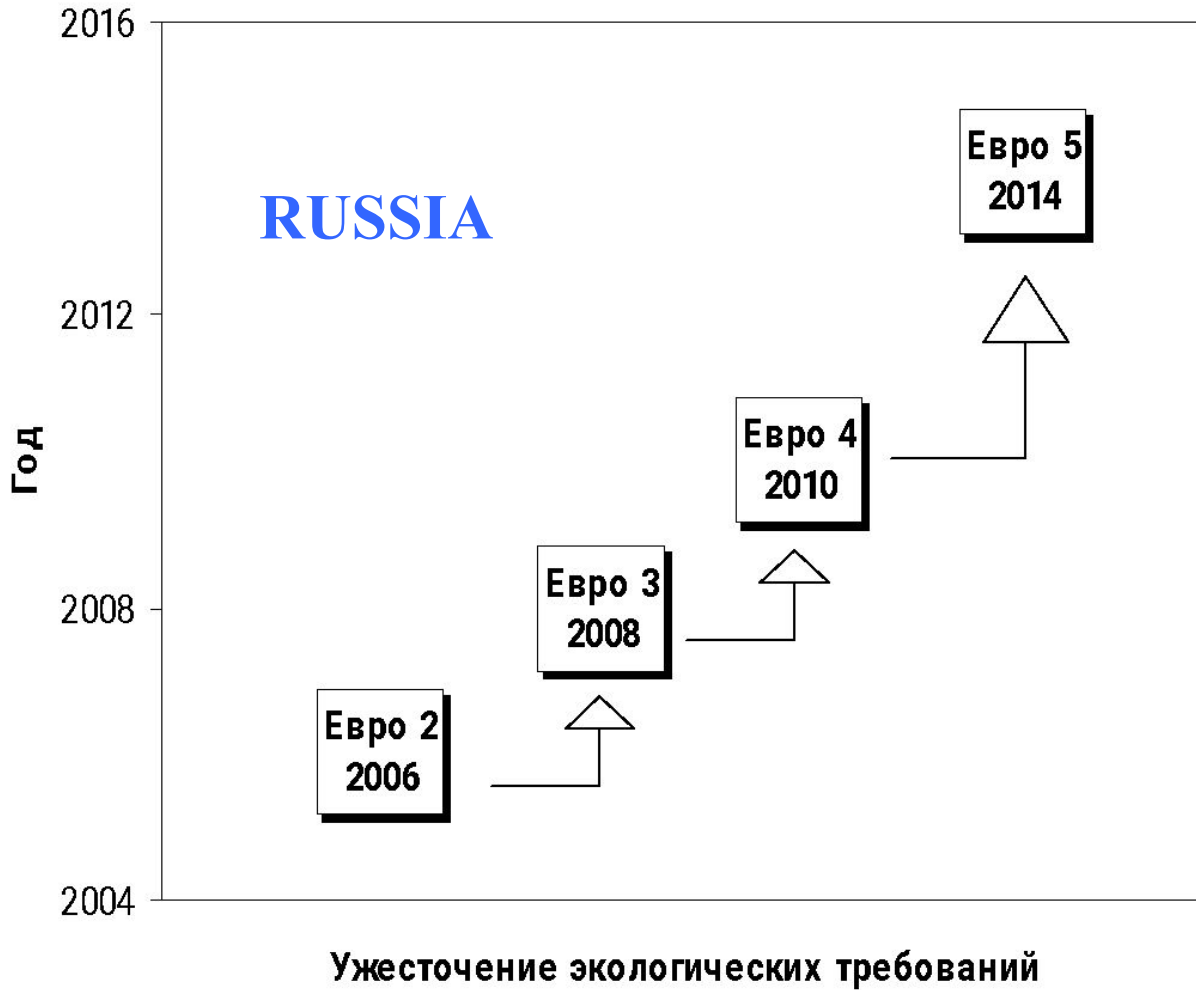 2016
RUSSIA
Евро 5
2014
2012
Год
Евро 4
2010
Евро 3
2008
2008
Евро 2
2006
2004
Ужесточение экологических требований